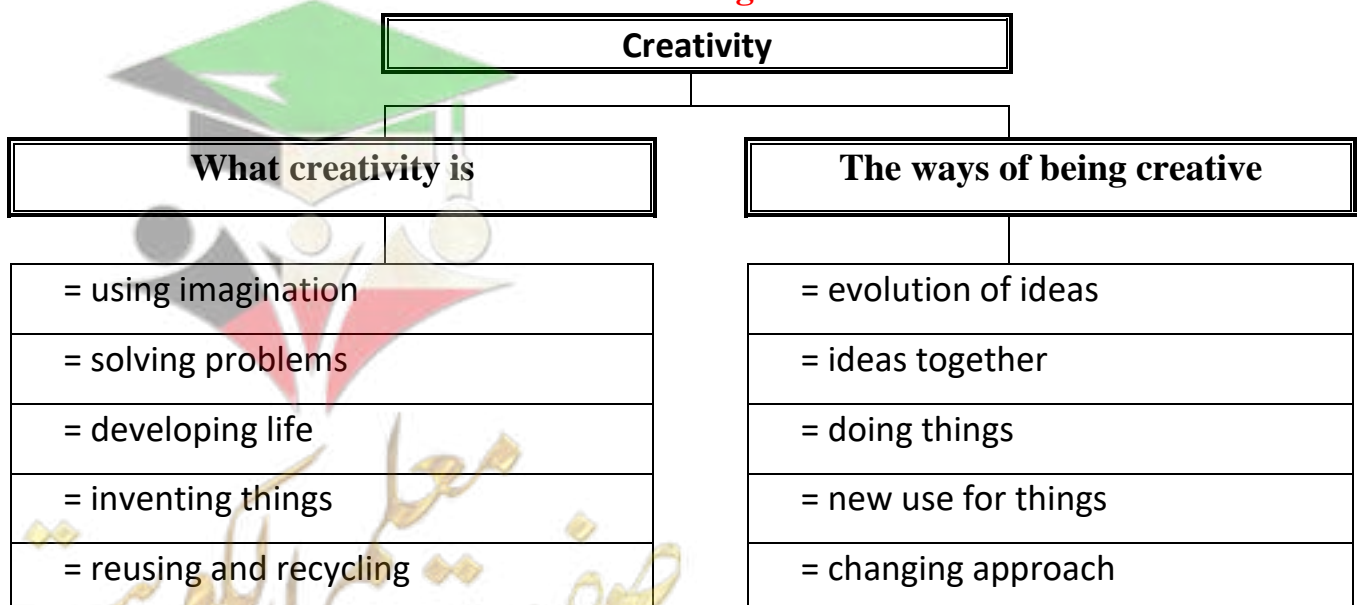 Creativity
What creativity is
The ways of being creative
= using imagination
= evolution of ideas
= solving problems
= ideas together
= developing life
= doing things
= inventing things
= new use for things
= reusing and recycling
= changing approach